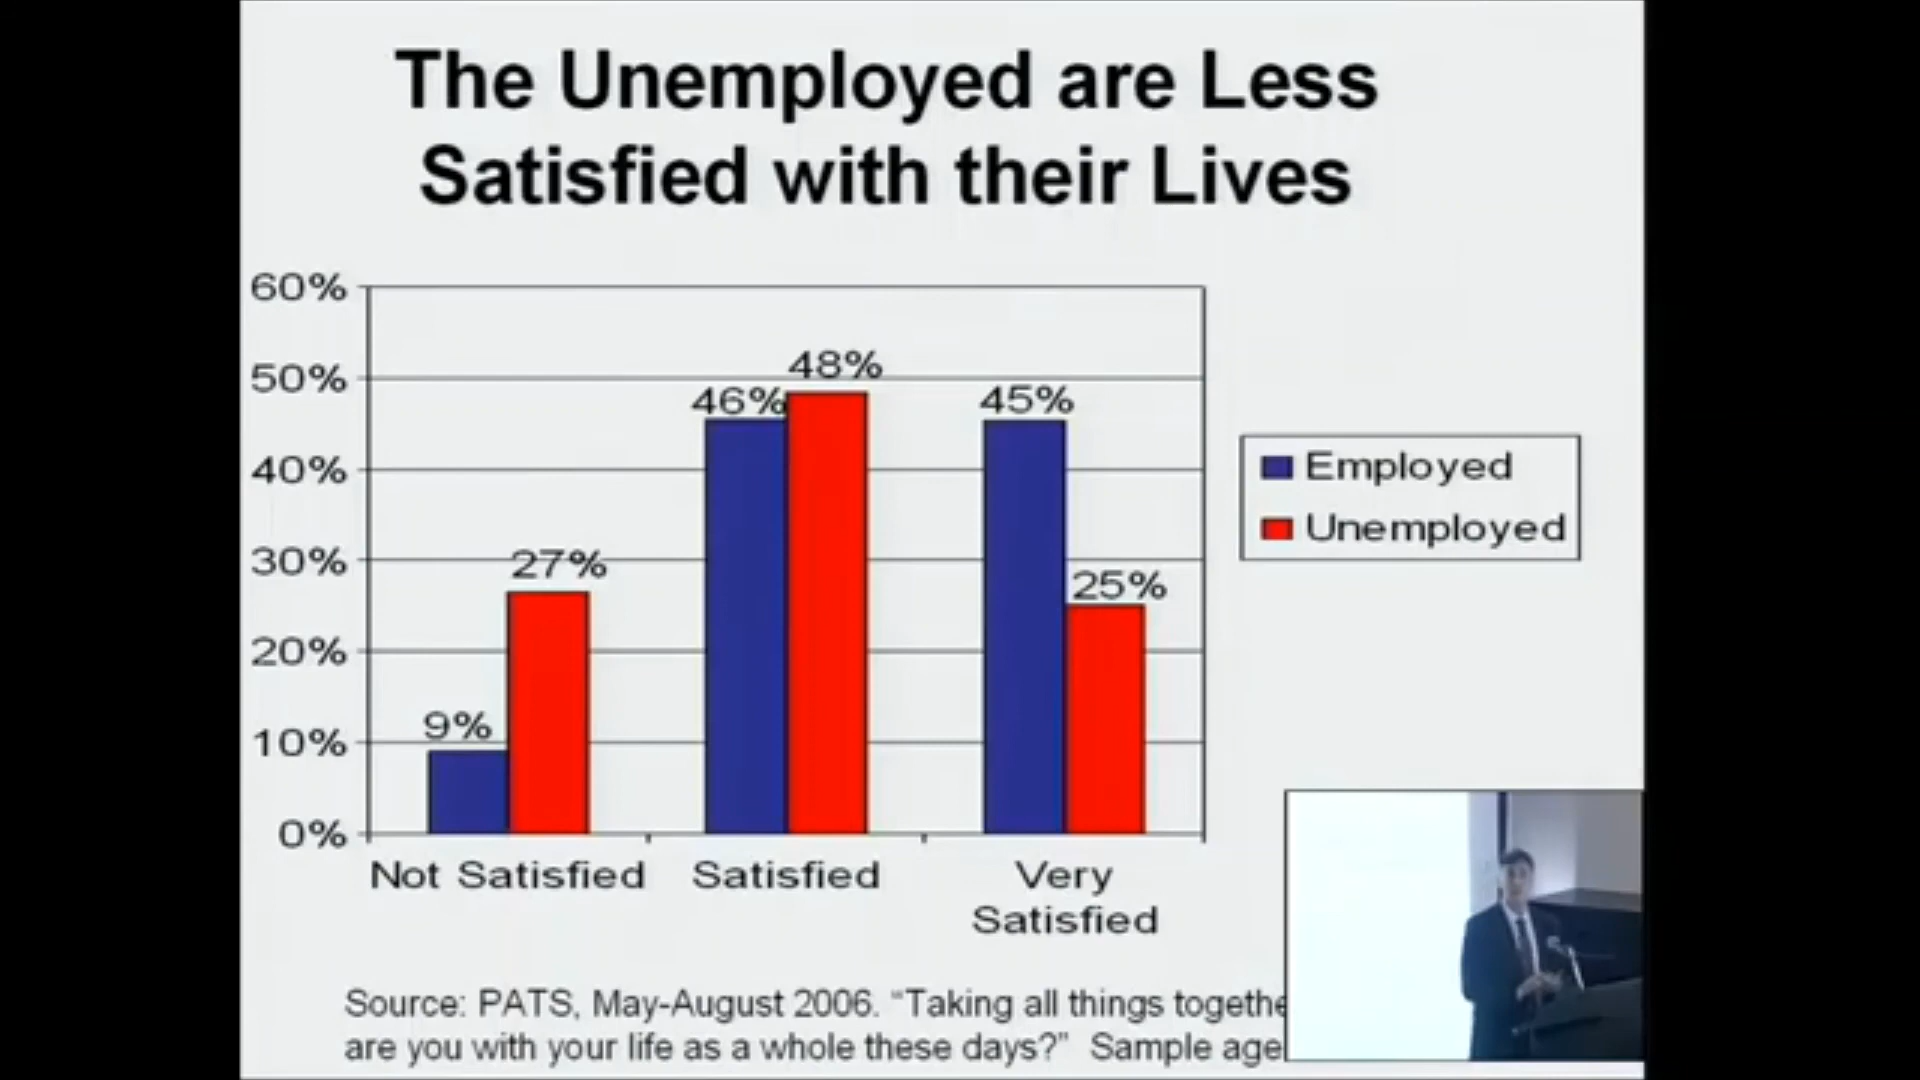 The Unemployed are Less
Satisfied with their Lives
60%
50%
40%
30%
20%
10%
0%
9%
27%
46%
48%
45%
25%
Not Satisfied
Satisfied
Very
Satisfied
Employed
Unemployed
Source: PATS, May-August 2006. “Taking all things
are you with your life as a whole these days?” Sample